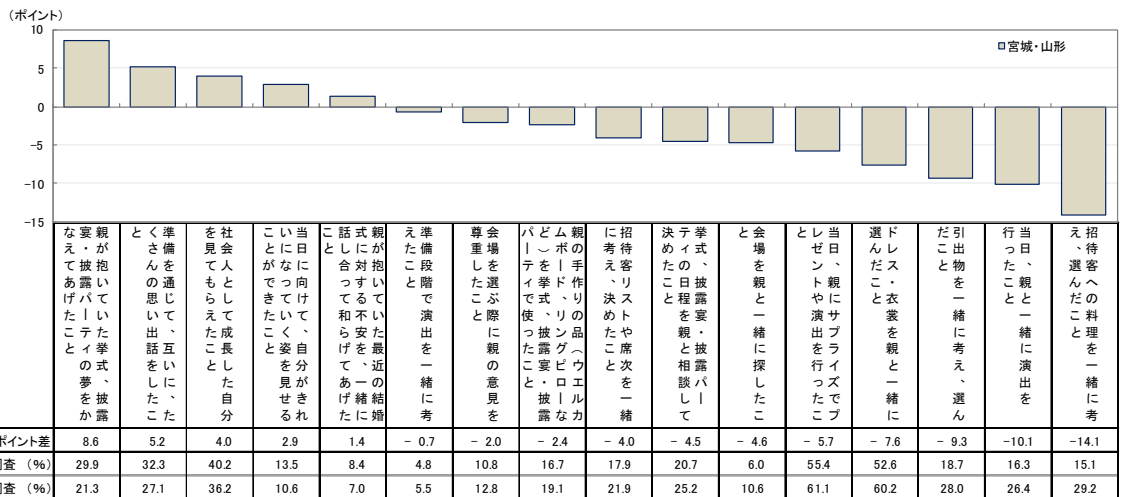 （ポイント）
10
5
0
−5
−10
−15
宮城・山形
親が抱いていた挙式、披露
宴・披露パーティの夢をか
なえてあげたこと
準備を通じて、互いに、た
くさんの思い出話をしたこ
と
社会人として成長した自分
を見てもらえたこと
当日に向けて、自分がきれ
いになっていく姿を見せる
ことができたこと
親が抱いていた最近の結婚
式に対する不安を、一緒に
話し合って和らげてあげた
こと
準備段階で演出を一緒に考
えたこと
会場を選ぶ際に親の意見を
尊重したこと
親の手作りの品（ウエルカ
ムボード、リングピローな
ど）を挙式、披露宴・披露
パーティで使ったこと
招待客リストや席次を一緒
に考え、決めたこと
挙式、披露宴・披露パー
ティの日程を親と相談して
決めたこと
会場を親と一緒に探したこ
と
当日、親にサプライズでプ
レゼントや演出を行ったこ
と
ドレス・衣裳を親と一緒に
選んだこと
引出物を一緒に考え、選ん
だこと
当日、親と一緒に演出を
行ったこと
招待客への料理を一緒に考
え、選んだこと
ポイント差 8.6 5.2 4.0 2.9 1.4 − 0.7 − 2.0 − 2.4 − 4.0 − 4.5 − 4.6 − 5.7 − 7.6 − 9.3 −10.1 −14.1
査 （%） 29.9 32.3 40.2 13.5 8.4 4.8 10.8 16.7 17.9 20.7 6.0 55.4 52.6 18.7 16.3 15.1
査 （%） 21.3 27.1 36.2 10.6 7.0 5.5 12.8 19.1 21.9 25.2 10.6 61.1 60.2 28.0 26.4 29.2